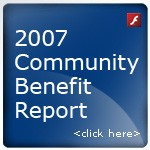 2007
Community
Benefit
Report
<click here>